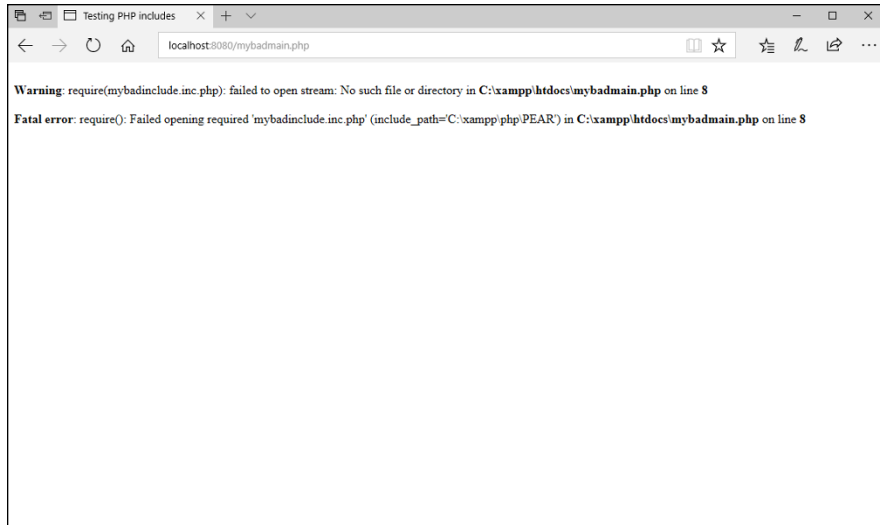 Testing PHP includes
localhost:8080/mybadmain.php
Warning: require(mybadinclude.inc.php): failed to open stream: No such file or directory in C:\xampp\htdocs\mybadmain.php on line 8
Fatal error: require(): Failed opening required 'mybadinclude.inc.php' (include_path='C:\xampp\php\PEAR') in C:\xampp\htdocs\mybadmain.php on line 8